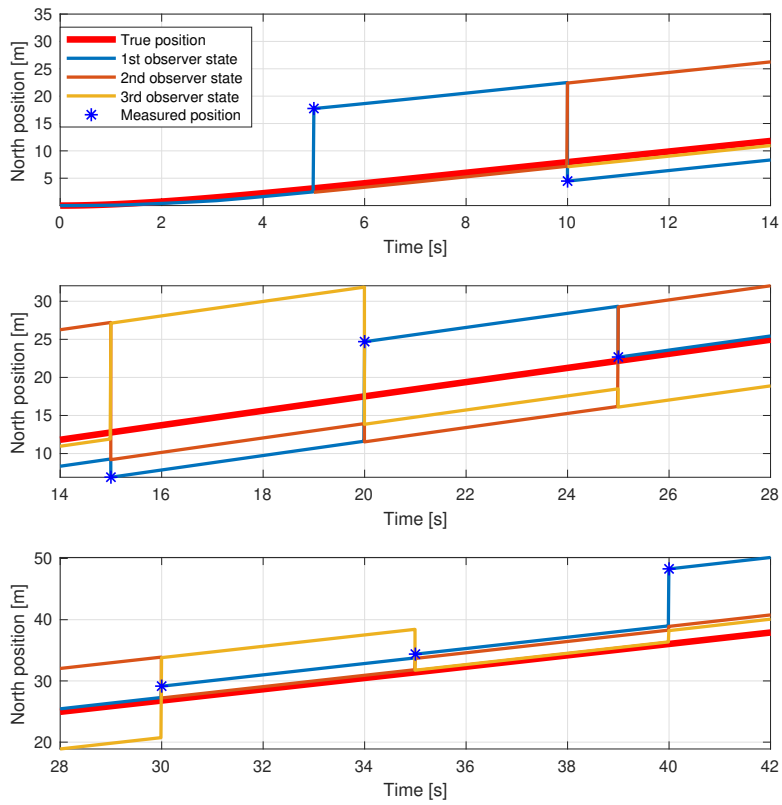 35
30
25
20
15
10
5
North position [m]
True position
1st observer state
2nd observer state
3rd observer state
Measured position
0 2 4 6 8 10 12 14
Time [s]
30
25
20
15
10
North position [m]
14 16 18 20 22 24 26 28
Time [s]
50
40
30
20
North position [m]
28 30 32 34 36 38 40 42
Time [s]